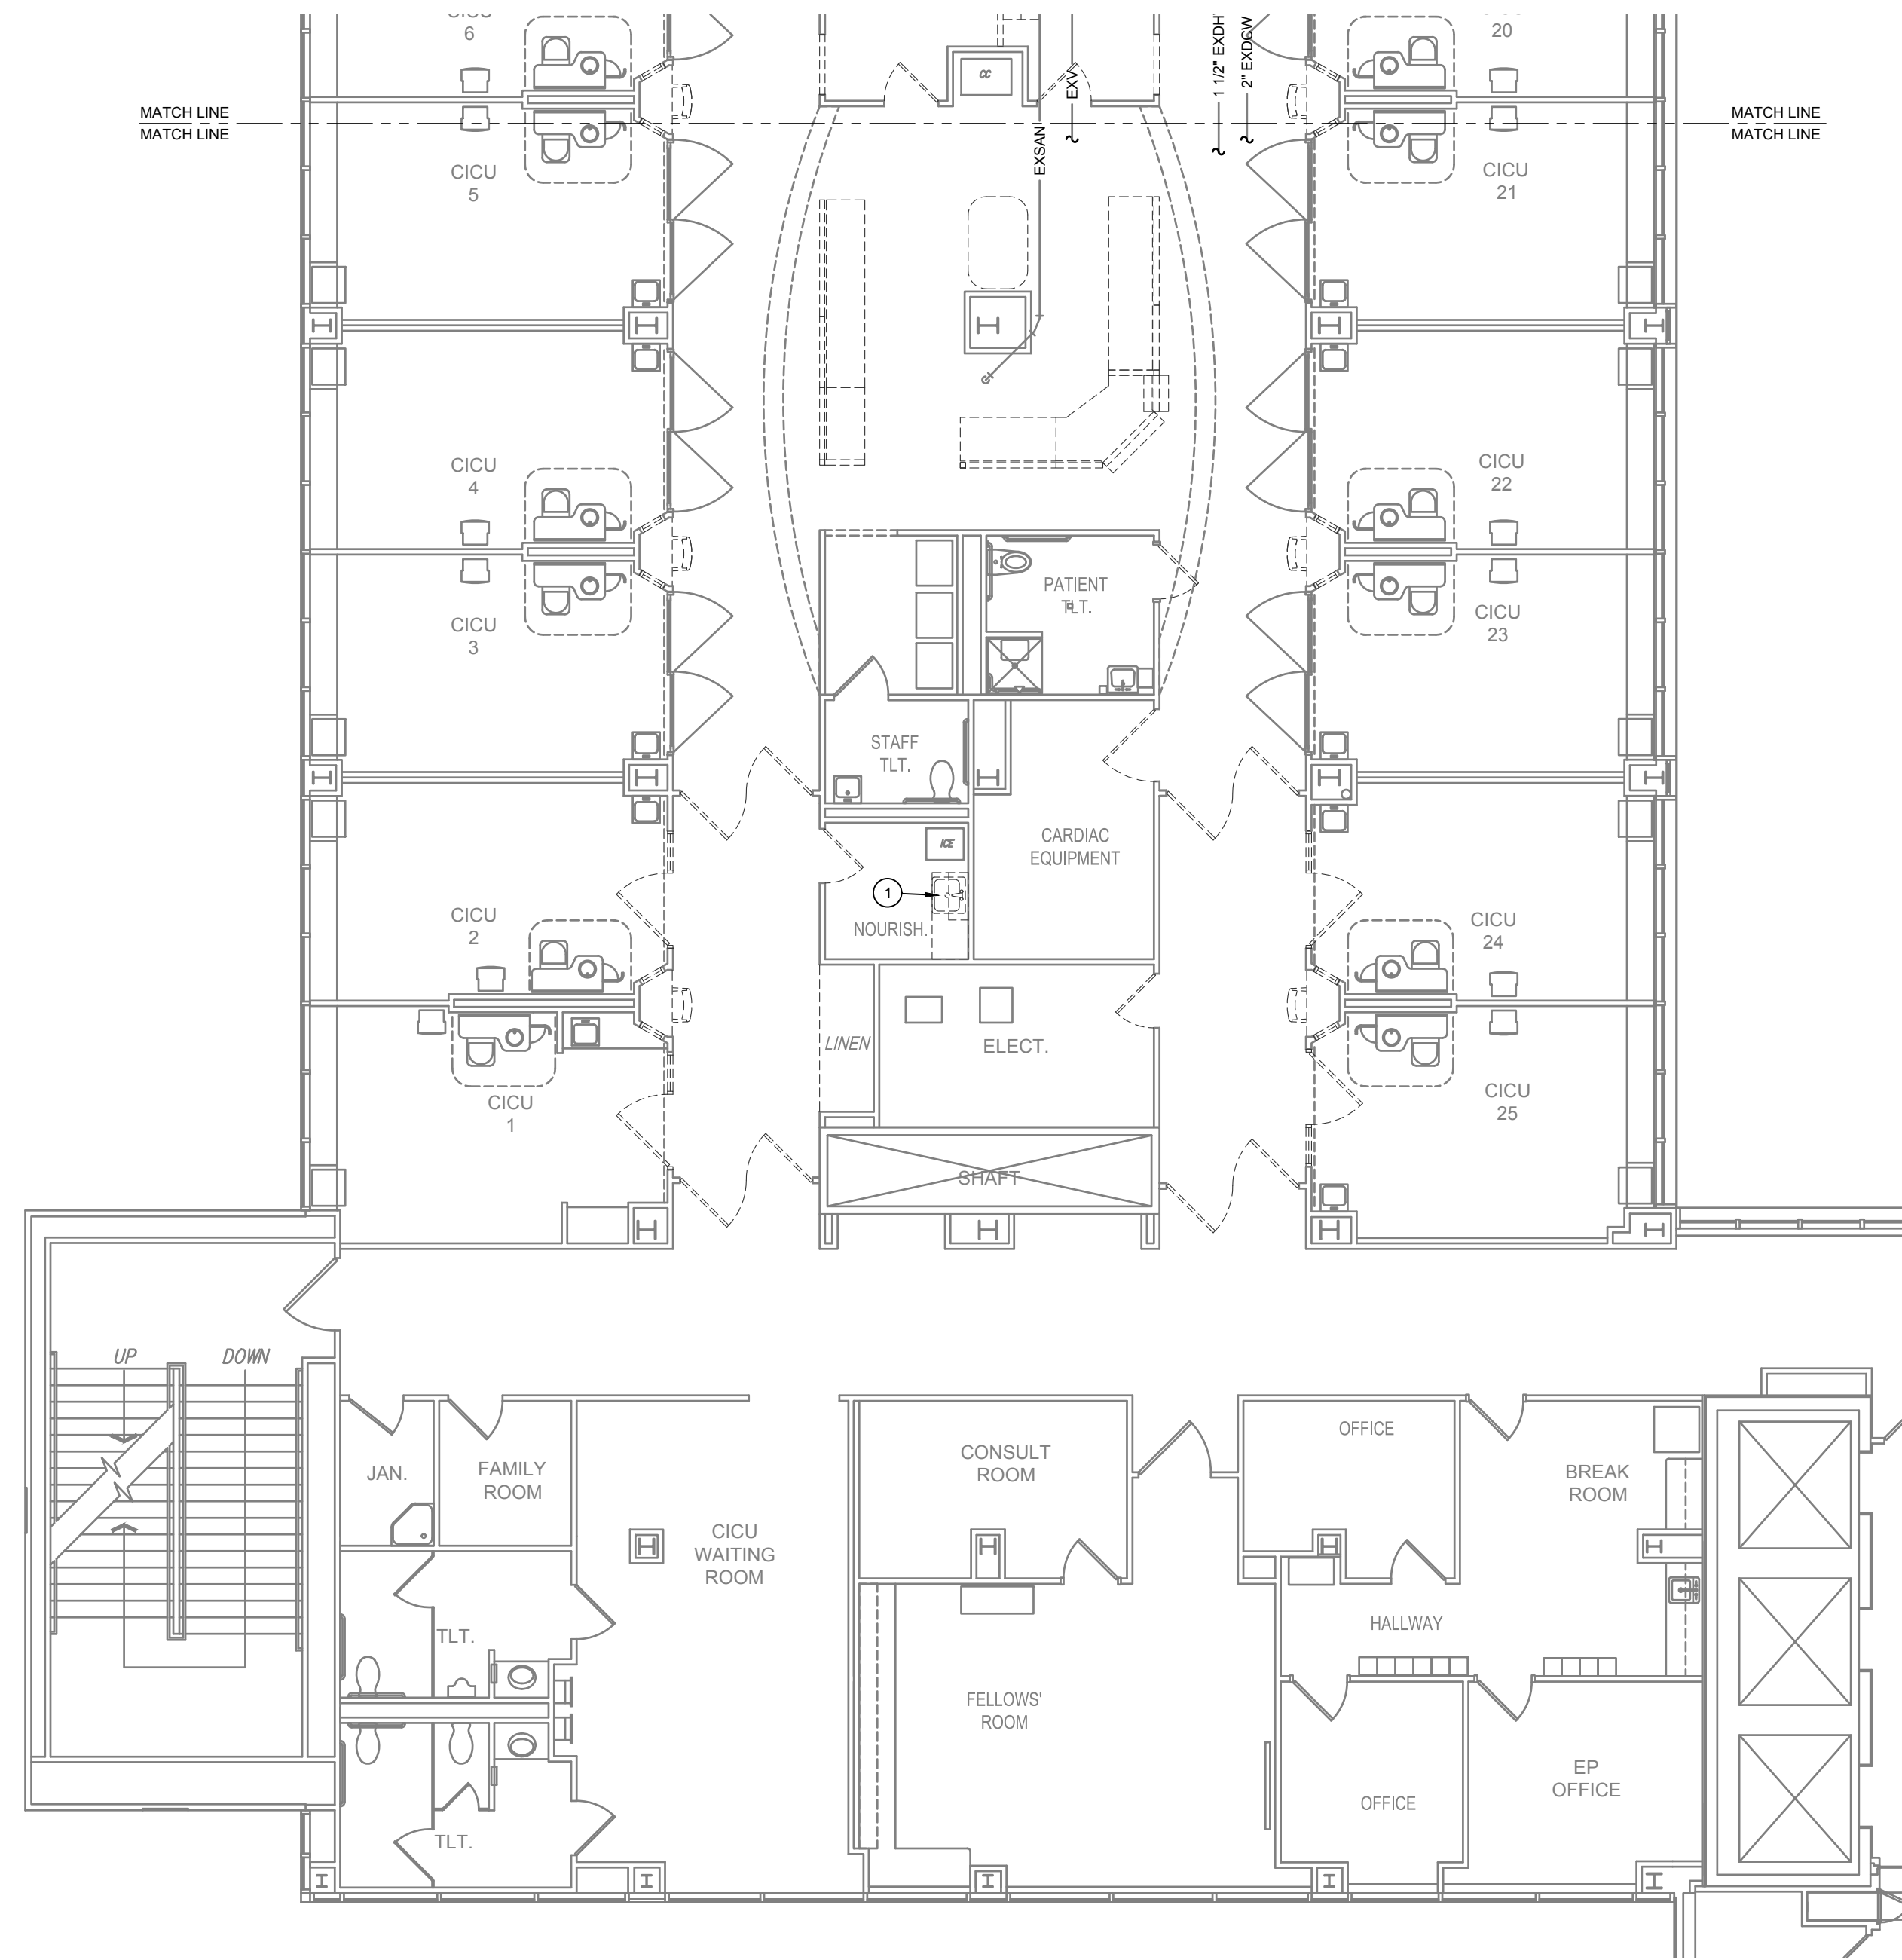 6
20
CC
EXV
1 1/2" EXDH
2" EXDCW
MATCH LINE
MATCH LINE
MATCH LINE
MATCH LINE
EXSAN
CICU
5
CICU
21
CICU
4
CICU
22
PATIENT
TLT.
CICU
3
CICU
23
STAFF
TLT.
CARDIAC
EQUIPMENT
ICE
1
NOURISH.
CICU
2
CICU
24
LINEN
ELECT.
CICU
1
CICU
25
SHAFT
UP
DOWN
JAN.
FAMILY
ROOM
CICU
WAITING
ROOM
CONSULT
ROOM
OFFICE
BREAK
ROOM
TLT.
HALLWAY
FELLOWS'
ROOM
EP
OFFICE
OFFICE
TLT.